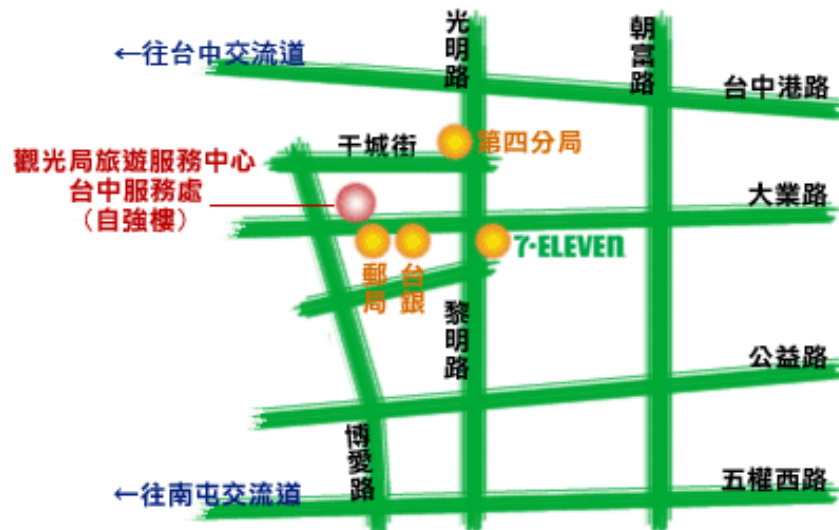 光明路
朝富路
←往台中交流道
台中港路
干城街
第四分局
觀光局旅遊服務中心
台中服務處
（自強樓）
大業路
7-ELEVEn
郵局
台銀
黎明路
公益路
博愛路
五權西路
←往南屯交流道